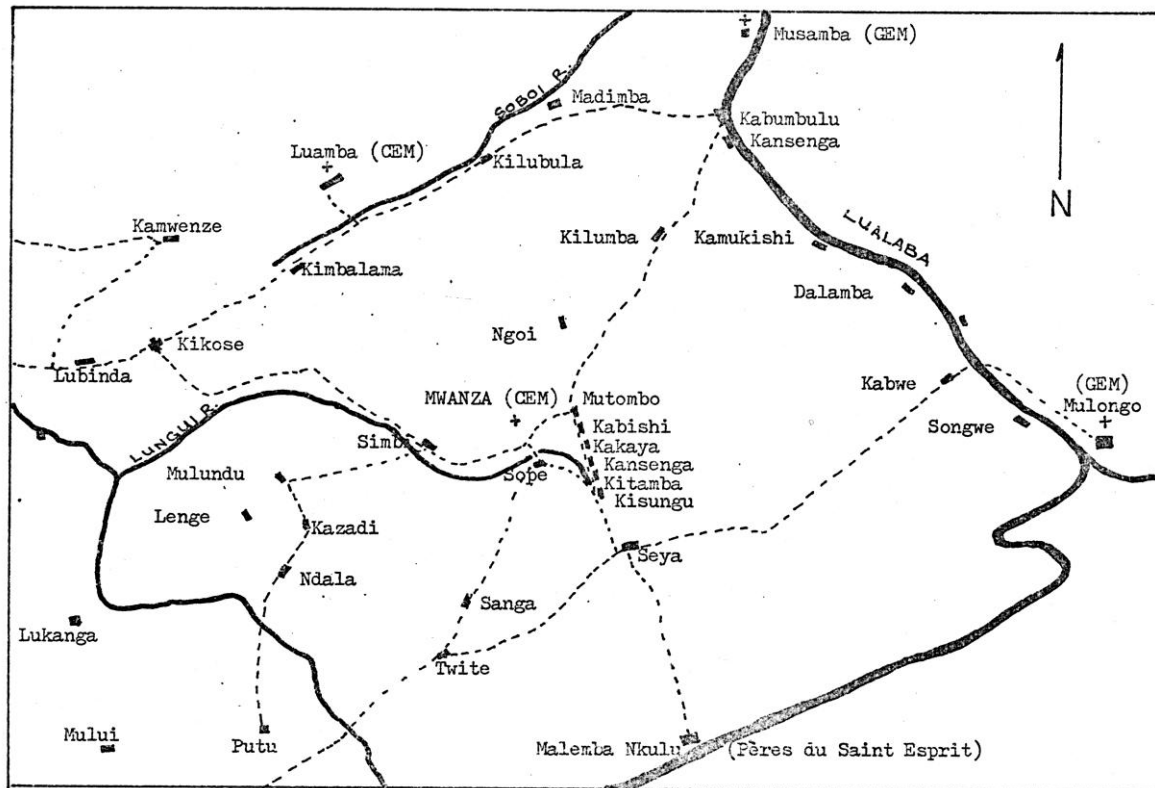 Musamba (GEM)
SOBOI R.
Madimba
Kabumbulu
Kansenga
Luamba (CEM)
Kilubula
N
Kamwenze
Kilumba
Kamukishi
LUALABA
Kimbalama
Dalamba
Ngoi
Kikose
Lubinda
Kabwe
(GEM)
Mulongo
MWANZA (CEM)
Mutombo
LUNGUI R.
Kabishi
Songwe
Simba
Kakaya
Mulundu
Sope
Kansenga
Kitamba
Kisungu
Lenge
Kazadi
Seya
Ndala
Sanga
Lukanga
Twite
Mului
Putu
Malemba Nkulu (Pères du Saint Esprit)